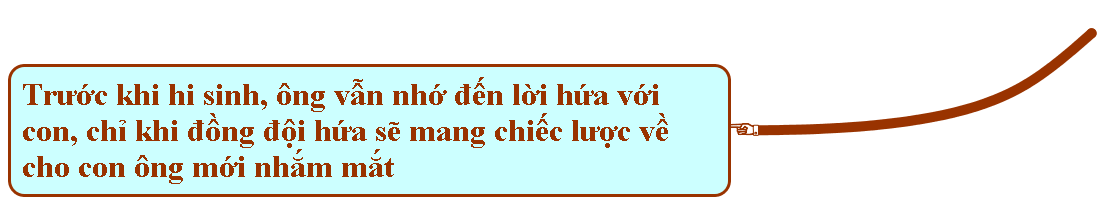 Trước khi hi sinh, ông vẫn nhớ đến lời hứa với
con, chỉ khi đồng đội hứa sẽ mang chiếc lược về
cho con ông mới nhắm mắt